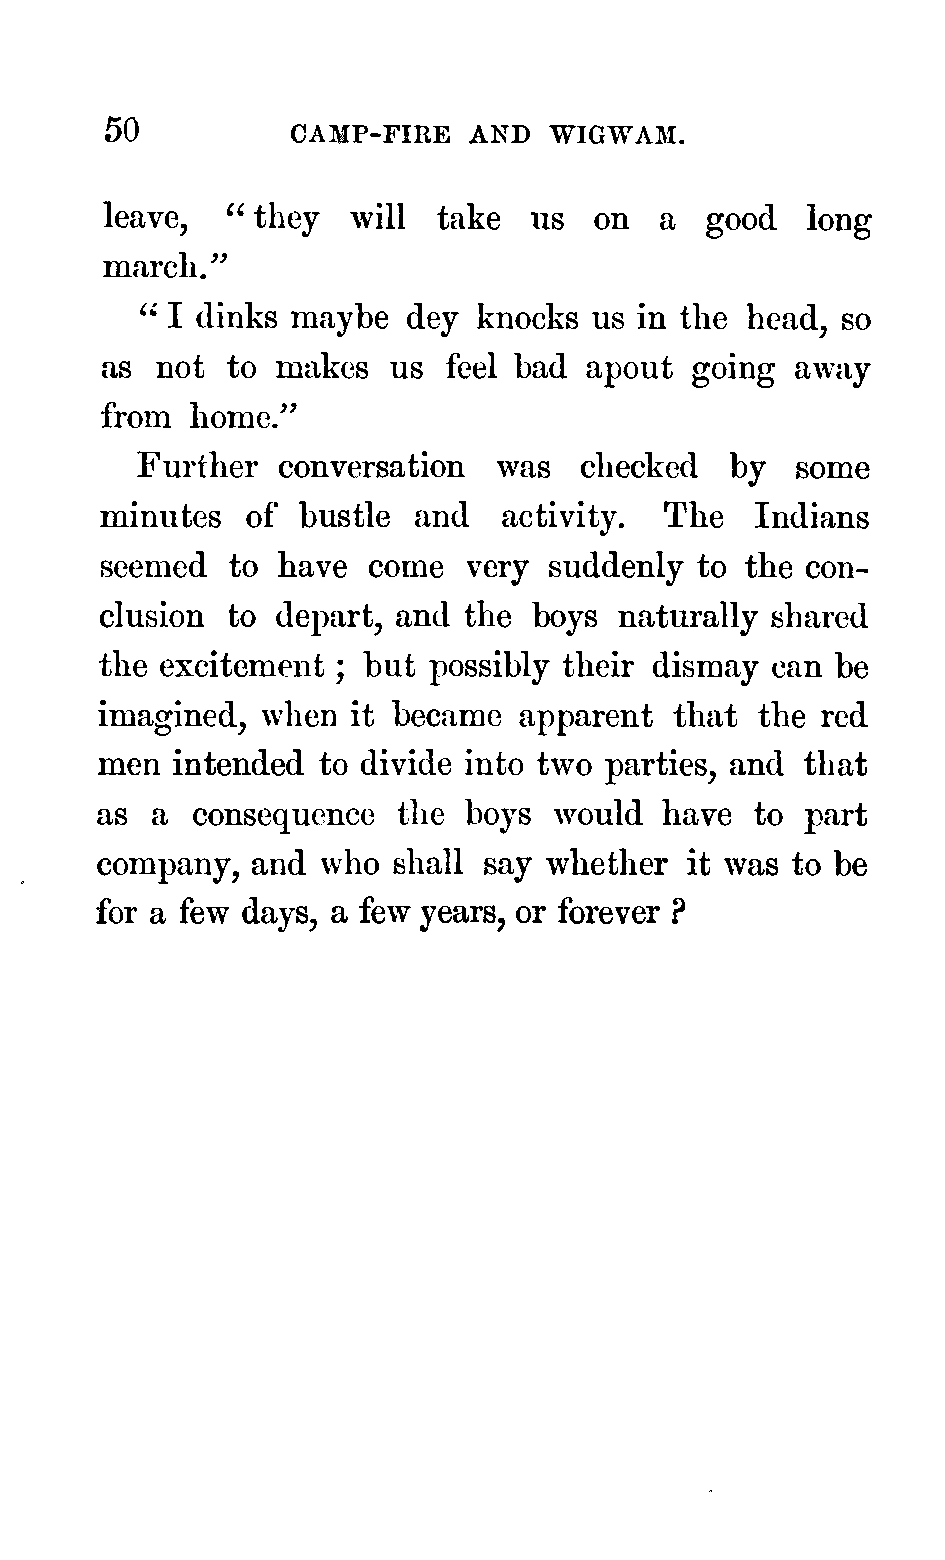 50 CAMP-FIRE AND WIGWAM.
leave, “ they will take us on a good long
march.”
“ I dinks maybe dey knocks us in the head, so
as not to makes us feel bad apout going away
from home.”
Further conversation was checked by some
minutes of bustle and activity. The Indians
seemed to have come very suddenly to the con-
clusion to depart, and the boys naturally shared
the excitement ; but possibly their dismay can be
imagined, when it became apparent that the red
men intended to divide into two parties, and that
as a consequence the boys would have to part
company, and who shall say whether it was to be
for a few days, a few years, or forever ?